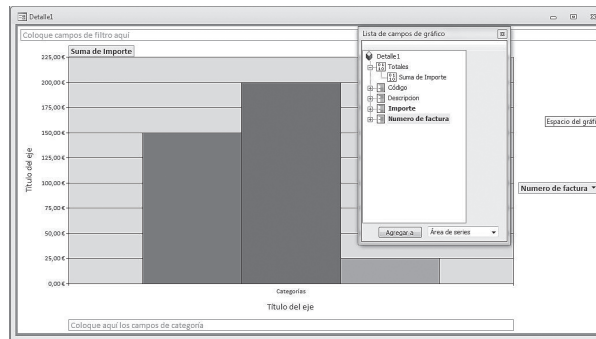 Detalle1
Coloque campos de filtro aquí
Suma de Importe
225,00 €
200,00 €
175,00 €
150,00 €
125,00 €
100,00 €
75,00 €
50,00 €
25,00 €
0,00 €
Título del eje
Categorías
Título del eje
Coloque aquí los campos de categoría
Lista de campos de gráfico
Detalle1
Totales
Suma de Importe
Código
Descripcion
Importe
Numero de factura
Agregar a
Área de series
Espacio del gráfi
Numero de factura